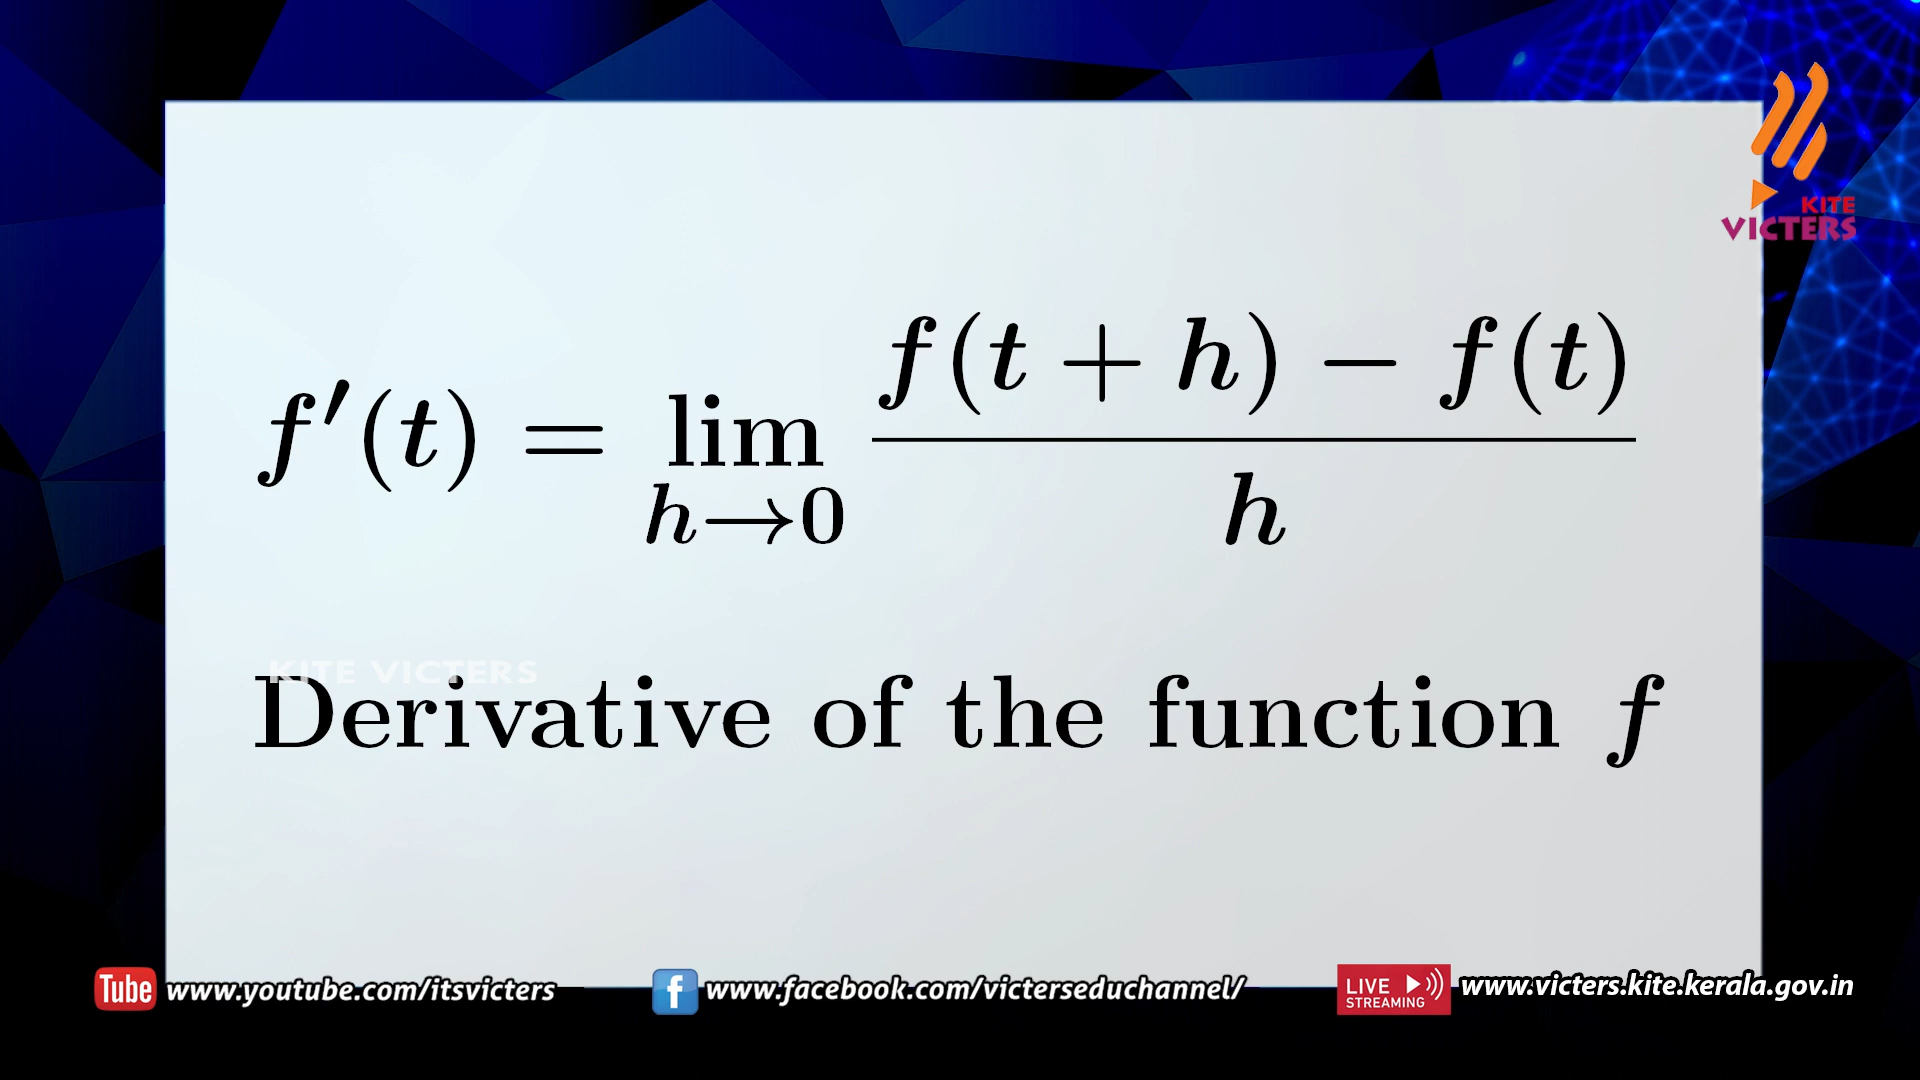 KITE
VICTERS
f′(t) = lim h→0 f(t + h) − f(t) / h
KITE VICTERS
Derivative of the function f
Tube www.youtube.com/itsvicters
f www.facebook.com/victerseduchannel/
LIVE STREAMING www.victers.kite.kerala.gov.in